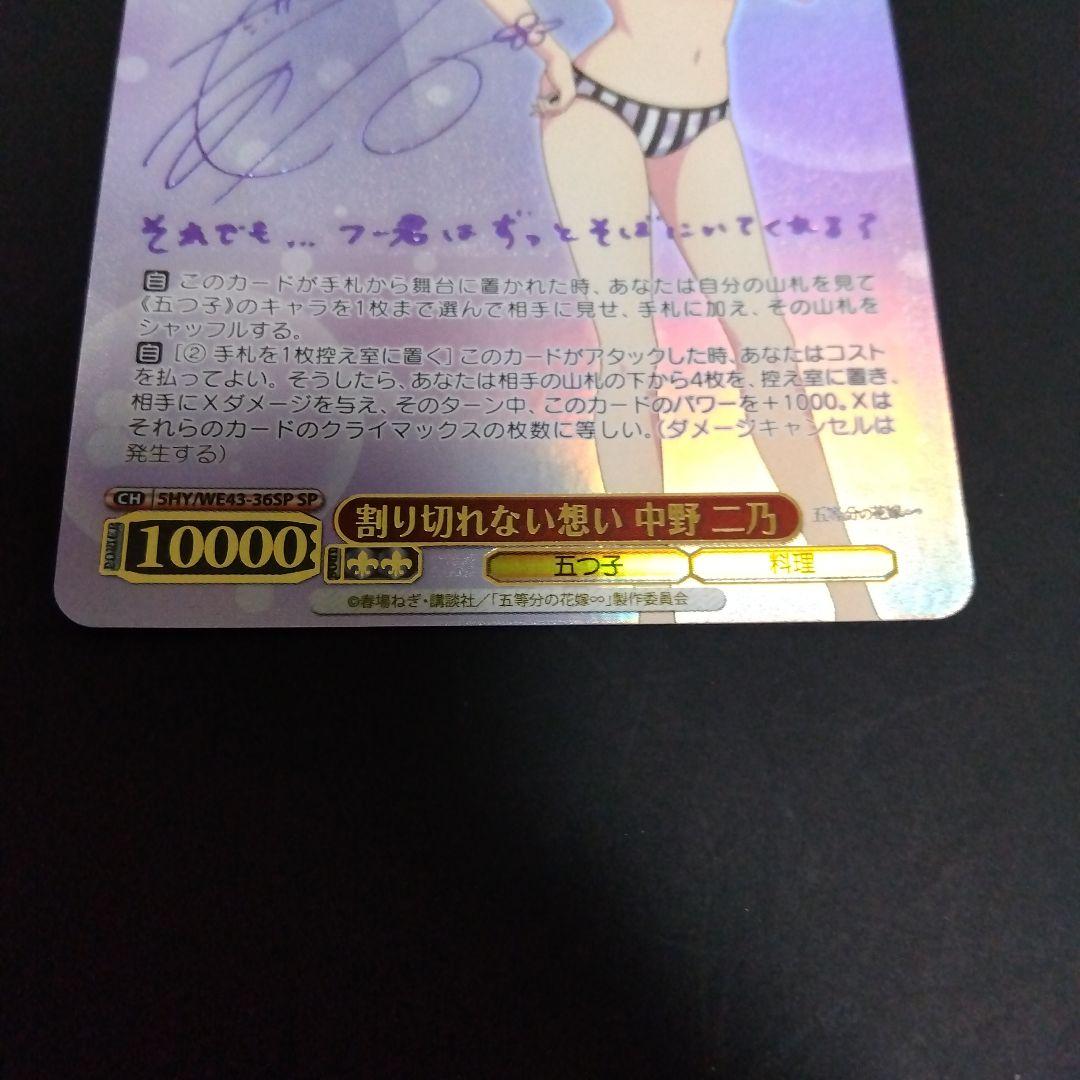 それでも... フー君はずっとそばにいてくれる?
自 このカードが手札から舞台に置かれた時、あなたは自分の山札を見て
《五つ子》のキャラを1枚まで選んで相手に見せ、手札に加え、その山札を
シャッフルする。
自 [② 手札を1枚控え室に置く] このカードがアタックした時、あなたはコスト
を払ってよい。そうしたら、あなたは相手の山札の下から4枚を、控え室に置き、
相手にXダメージを与え、そのターン中、このカードのパワーを+1000。Xは
それらのカードのクライマックスの枚数に等しい。(ダメージキャンセルは
発生する)
CH 5HY/WE43-36SP SP
割り切れない想い 中野 二乃
五等分の花嫁∽
POWER 10000
SOUL
五つ子
料理
©春場ねぎ・講談社/「五等分の花嫁∽」製作委員会